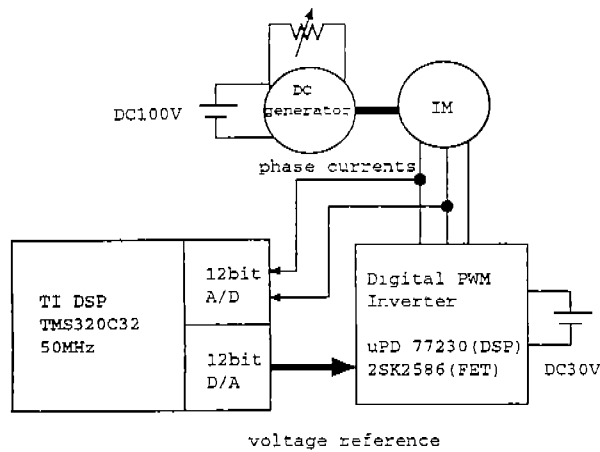 DC
generator
DC100V
IM
phase currents
12bit
A/D
TI DSP
TMS320C32
50MHz
12bit
D/A
Digital PWM
Inverter
uPD 77230(DSP)
2SK2586(FET)
DC30V
voltage reference